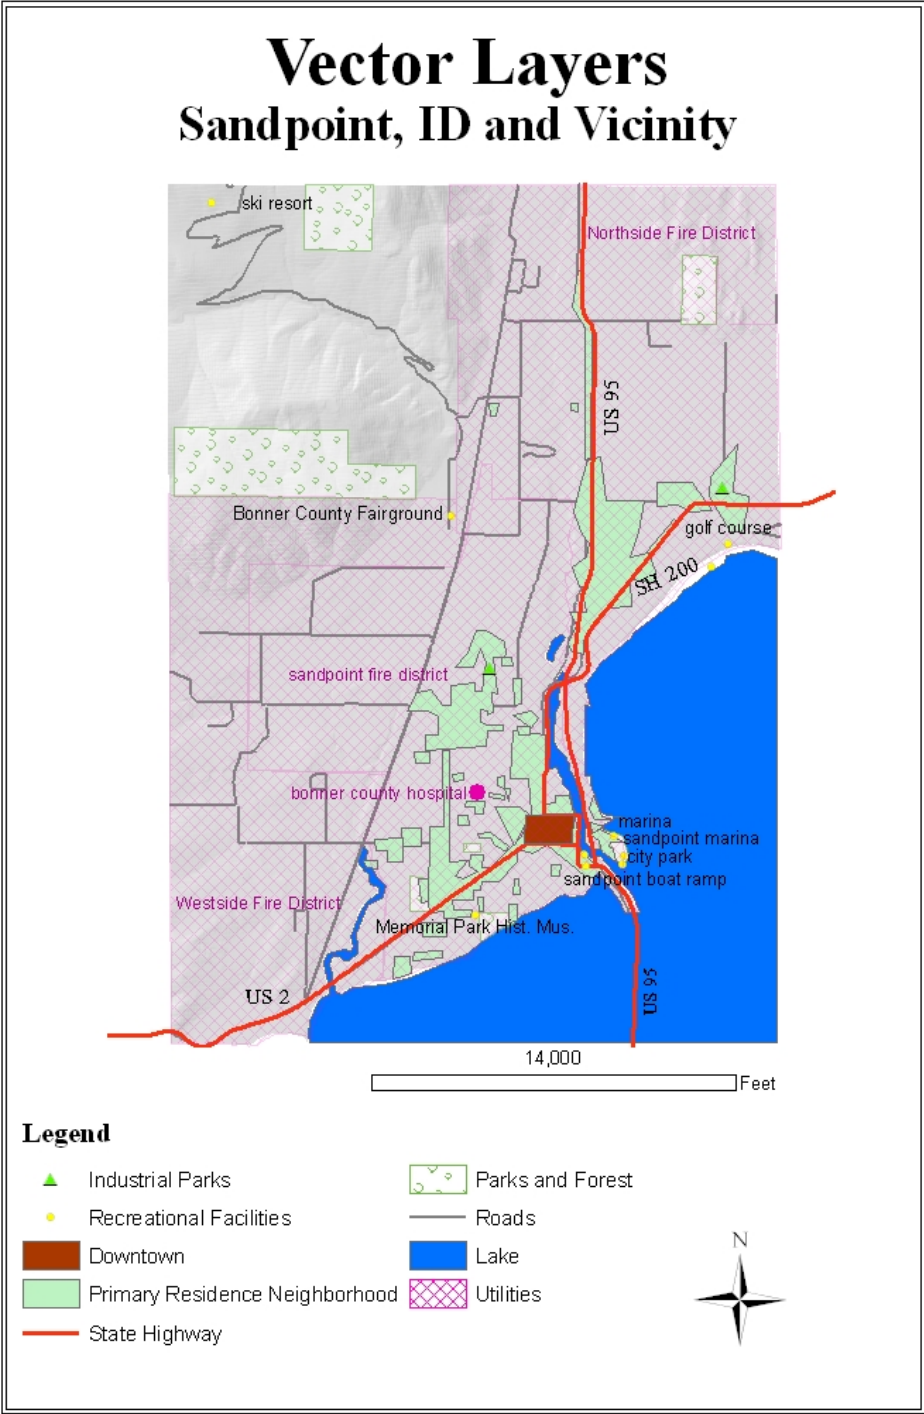 Vector Layers
Sandpoint, ID and Vicinity
ski resort
Northside Fire District
US 95
Bonner County Fairground
golf course
SH 200
sandpoint fire district
bonner county hospital
marina
sandpoint marina
city park
sandpoint boat ramp
Westside Fire District
Memorial Park Hist. Mus.
US 2
US 95
14,000
Feet
Legend
Industrial Parks
Parks and Forest
Recreational Facilities
Roads
Downtown
Lake
Primary Residence Neighborhood
Utilities
State Highway
N